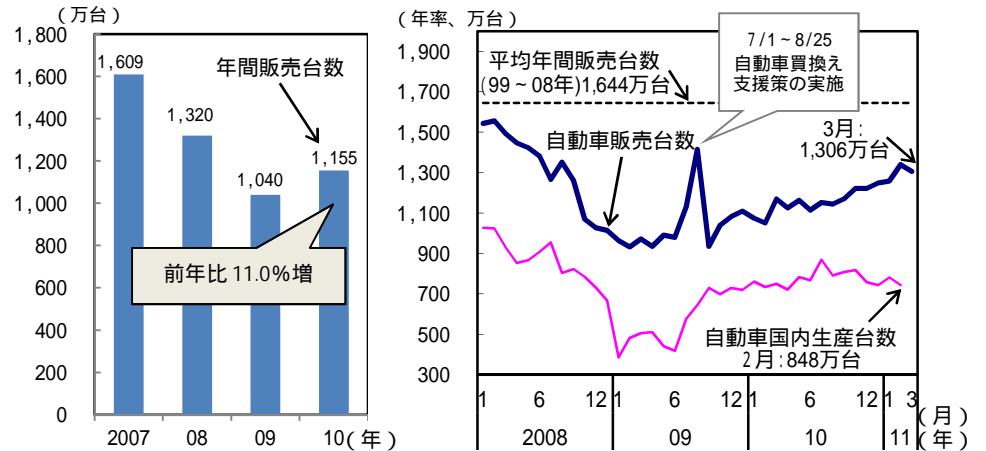 （万台）
1,800
1,600
1,400
1,200
1,000
800
600
400
200
0
1,609
1,320
1,040
1,155
年間販売台数
前年比 11.0%増
2007 08 09 10（年）
（年率、万台）
1,900
1,700
1,500
1,300
1,100
900
700
500
300
平均年間販売台数
(99～08年)1,644万台
7/1～8/25
自動車買換え
支援策の実施
自動車販売台数
3月：
1,306万台
自動車国内生産台数
2月：848万台
1 6 12 1 6 12 1 6 12 1 3
（月）
2008 09 10 11（年）